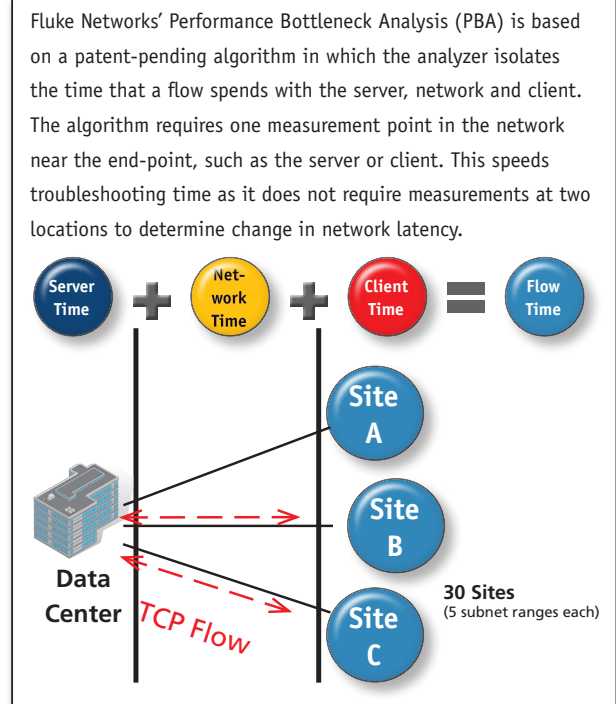 Fluke Networks’ Performance Bottleneck Analysis (PBA) is based
on a patent-pending algorithm in which the analyzer isolates
the time that a flow spends with the server, network and client.
The algorithm requires one measurement point in the network
near the end-point, such as the server or client. This speeds
troubleshooting time as it does not require measurements at two
locations to determine change in network latency.
Server
Time
Net-
work
Time
Client
Time
Flow
Time
Site
A
Site
B
Site
C
Data
Center
TCP Flow
30 Sites
(5 subnet ranges each)